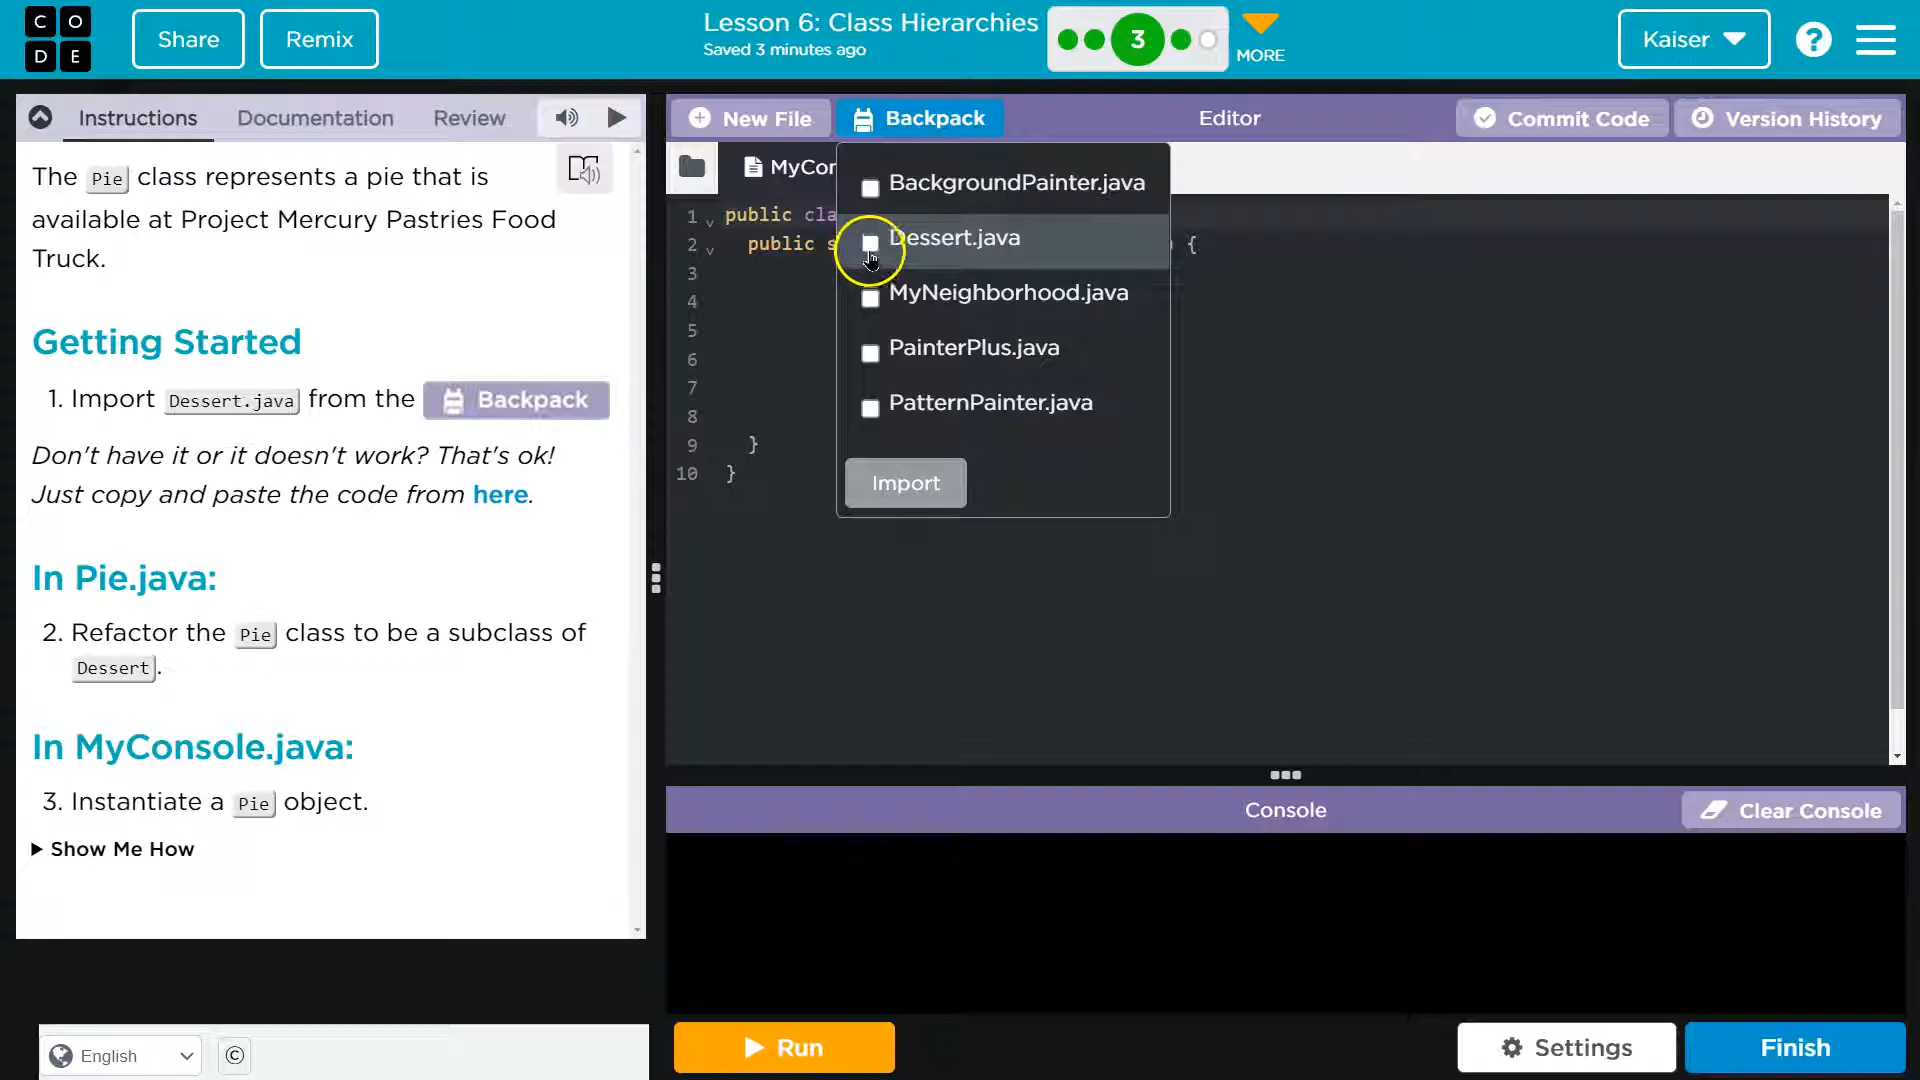 CODE
Share
Remix
Lesson 6: Class Hierarchies
Saved 3 minutes ago
3
MORE
Kaiser
?
Instructions
Documentation
Review
The Pie class represents a pie that is
available at Project Mercury Pastries Food
Truck.
Getting Started
1. Import Dessert.java from the Backpack
Don't have it or it doesn't work? That's ok!
Just copy and paste the code from here.
In Pie.java:
2. Refactor the Pie class to be a subclass of
Dessert.
In MyConsole.java:
3. Instantiate a Pie object.
Show Me How
English
©
New File
Backpack
Editor
Commit Code
Version History
MyCon
BackgroundPainter.java
Dessert.java
MyNeighborhood.java
PainterPlus.java
PatternPainter.java
Import
1 public cla
2 public s {
3
4
5
6
7
8
9 }
10 }
Console
Clear Console
Run
Settings
Finish